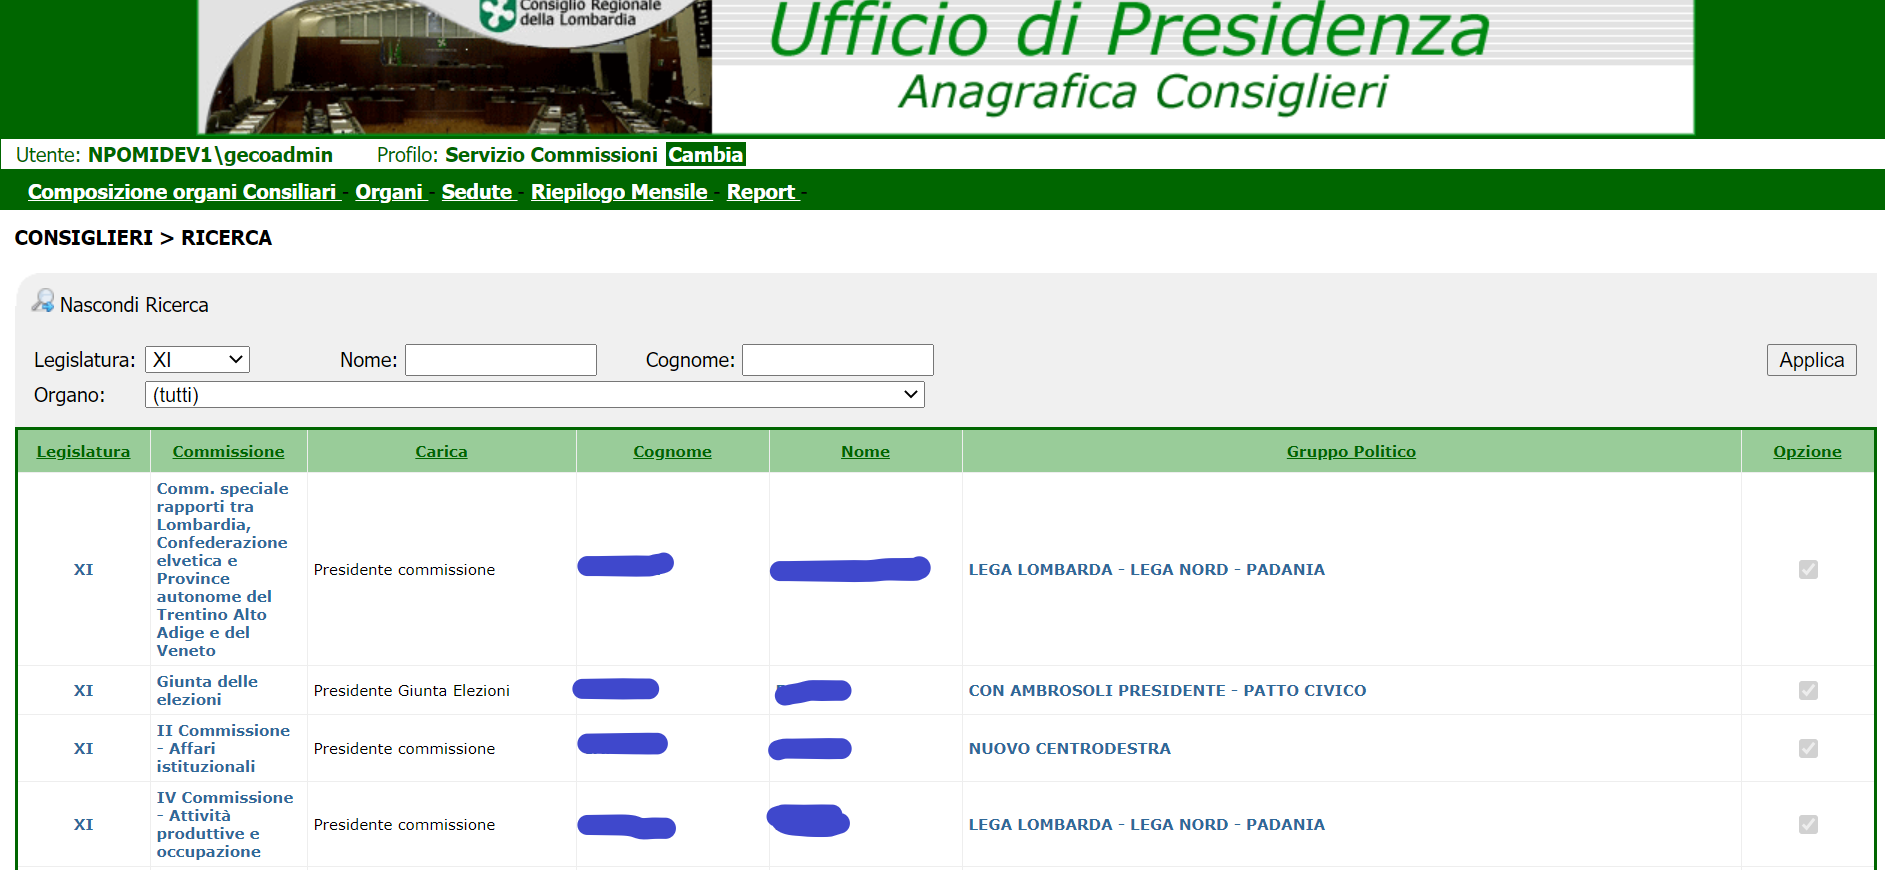 Consiglio Regionale
della Lombardia
Ufficio di Presidenza
Anagrafica Consiglieri
Utente: NPOMIDEV1\gecoadmin Profilo: Servizio Commissioni Cambia
Composizione organi Consiliari - Organi - Sedute - Riepilogo Mensile - Report -
CONSIGLIERI > RICERCA
Nascondi Ricerca
Legislatura: XI Nome: Cognome: Applica
Organo: (tutti)
Legislatura Commissione Carica Cognome Nome Gruppo Politico Opzione
Comm. speciale
rapporti tra
Lombardia,
Confederazione
elvetica e
XI Presidente commissione LEGA LOMBARDA - LEGA NORD - PADANIA
Province
autonome del
Trentino Alto
Adige e del
Veneto
Giunta delle
elezioni
XI Presidente Giunta Elezioni CON AMBROSOLI PRESIDENTE - PATTO CIVICO
II Commissione
- Affari
istituzionali
XI Presidente commissione NUOVO CENTRODESTRA
IV Commissione
- Attività
produttive e
occupazione
XI Presidente commissione LEGA LOMBARDA - LEGA NORD - PADANIA